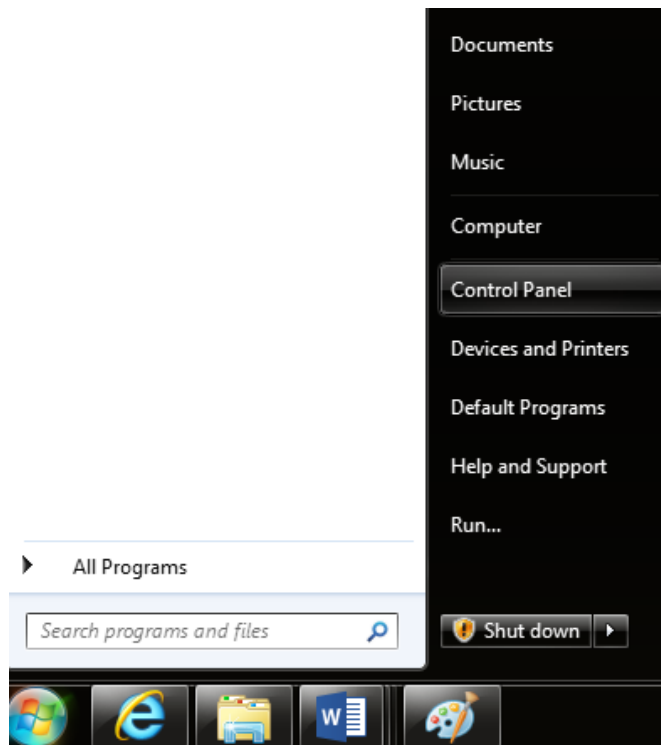 Documents
Pictures
Music
Computer
Control Panel
Devices and Printers
Default Programs
Help and Support
Run...
All Programs
Search programs and files
Shut down
W